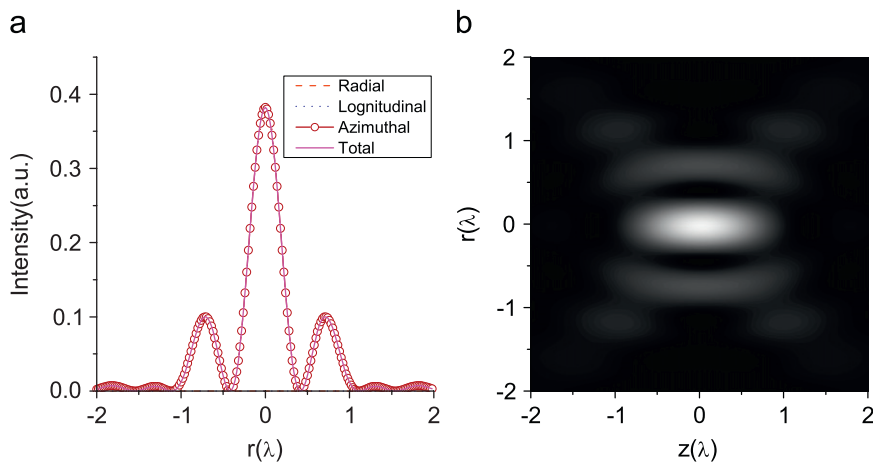 a
Intensity(a.u.)
0.4
0.3
0.2
0.1
0.0
-2
-1
0
1
2
r(λ)
Radial
Lognitudinal
Azimuthal
Total
b
r(λ)
2
1
0
-1
-2
-2
-1
0
1
2
z(λ)